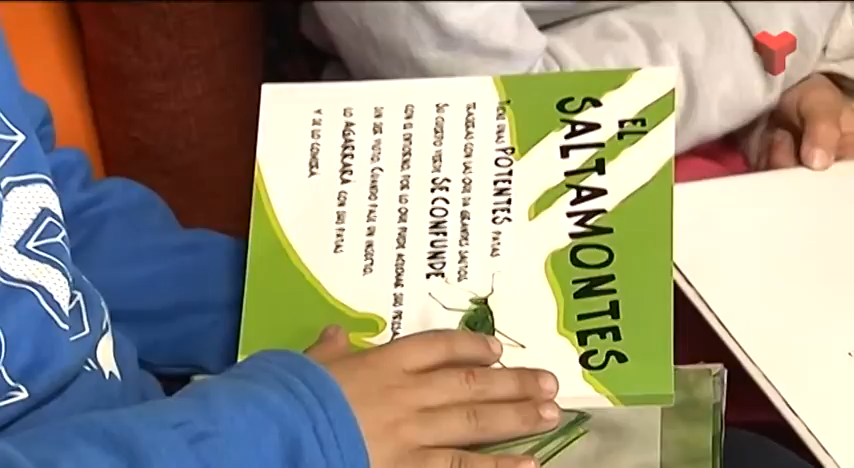 EL
SALTAMONTES
TIENE UNAS POTENTES PATAS
TRASERAS CON LAS QUE DA GRANDES SALTOS.
SU CUERPO VERDE SE CONFUNDE
CON EL ENTORNO, POR LO QUE PUEDE ACECHAR SUS PRESAS
SIN SER VISTO. CUANDO PASE UN INSECTO,
LO AGARRARÁ CON SUS PATAS
Y SE LO COMERÁ.